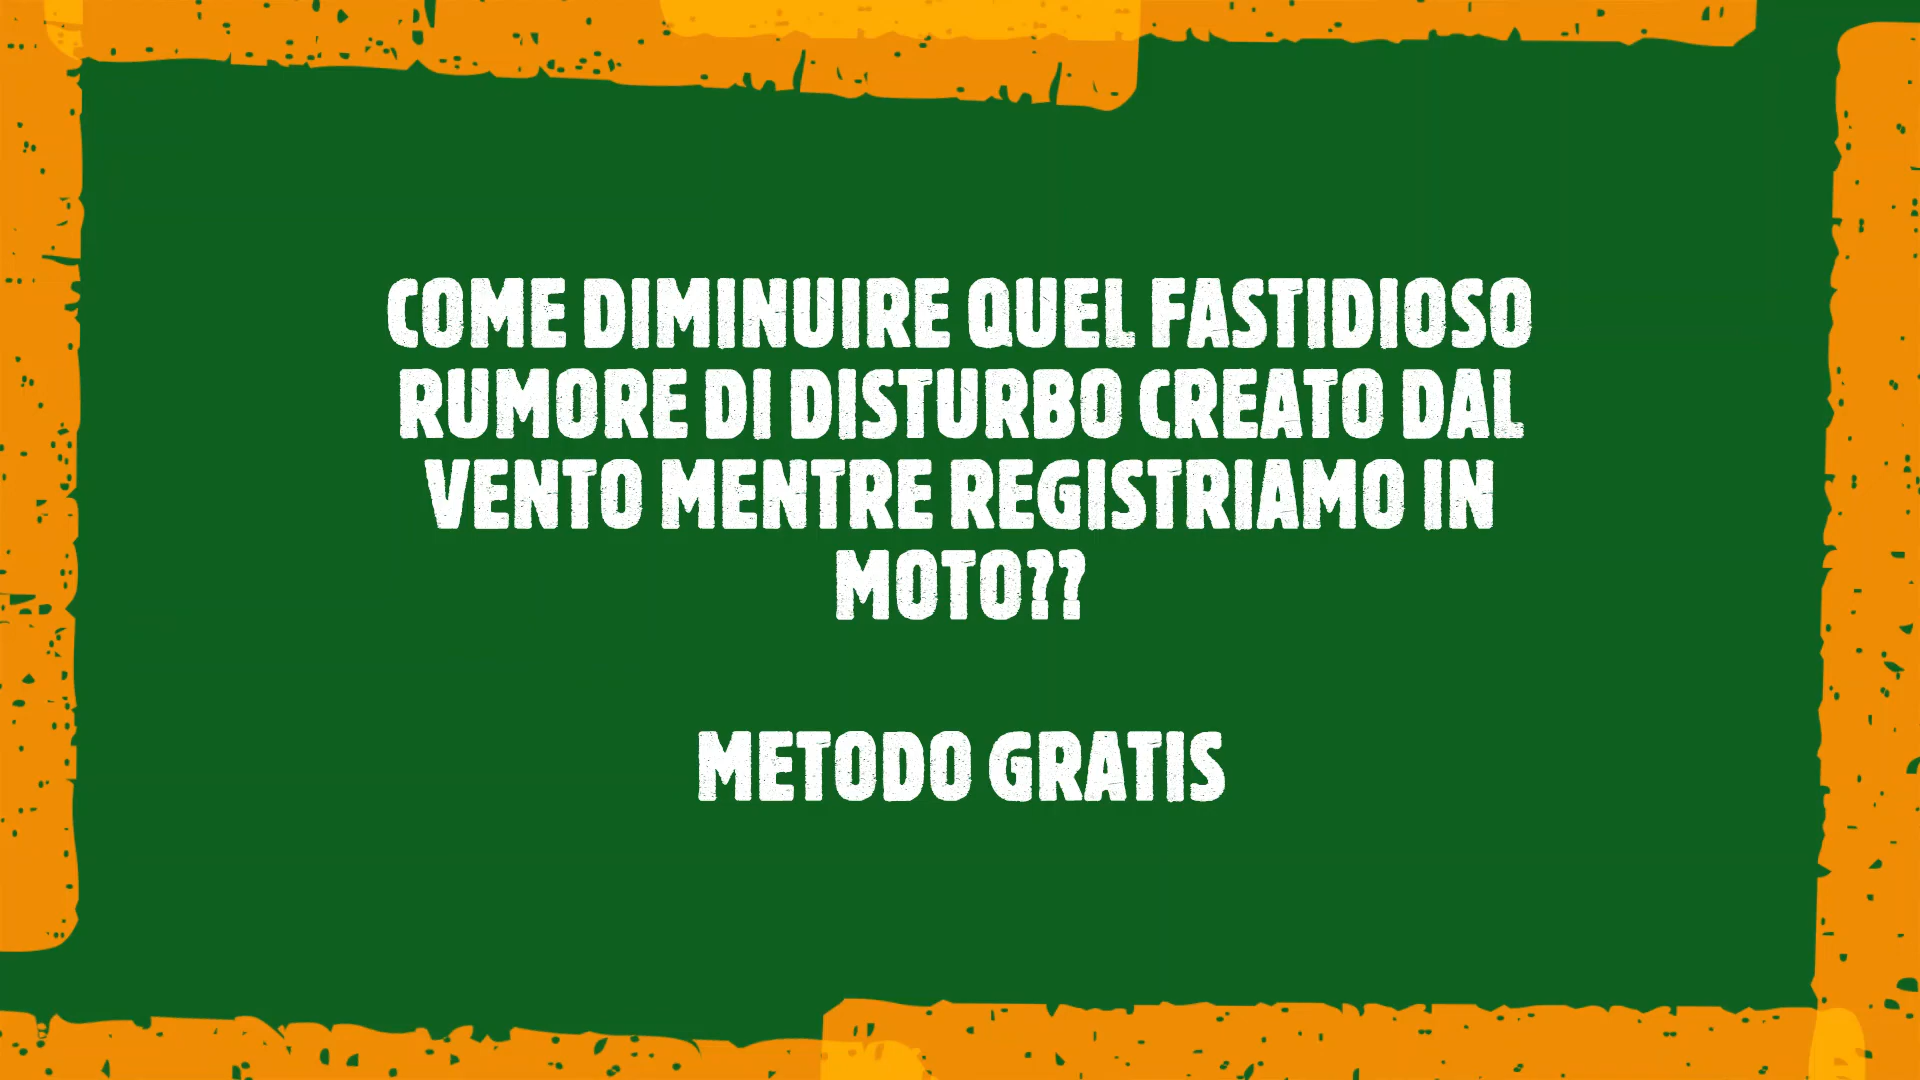 COME DIMINUIRE QUEL FASTIDIOSO
RUMORE DI DISTURBO CREATO DAL
VENTO MENTRE REGISTRIAMO IN
MOTO??
METODO GRATIS